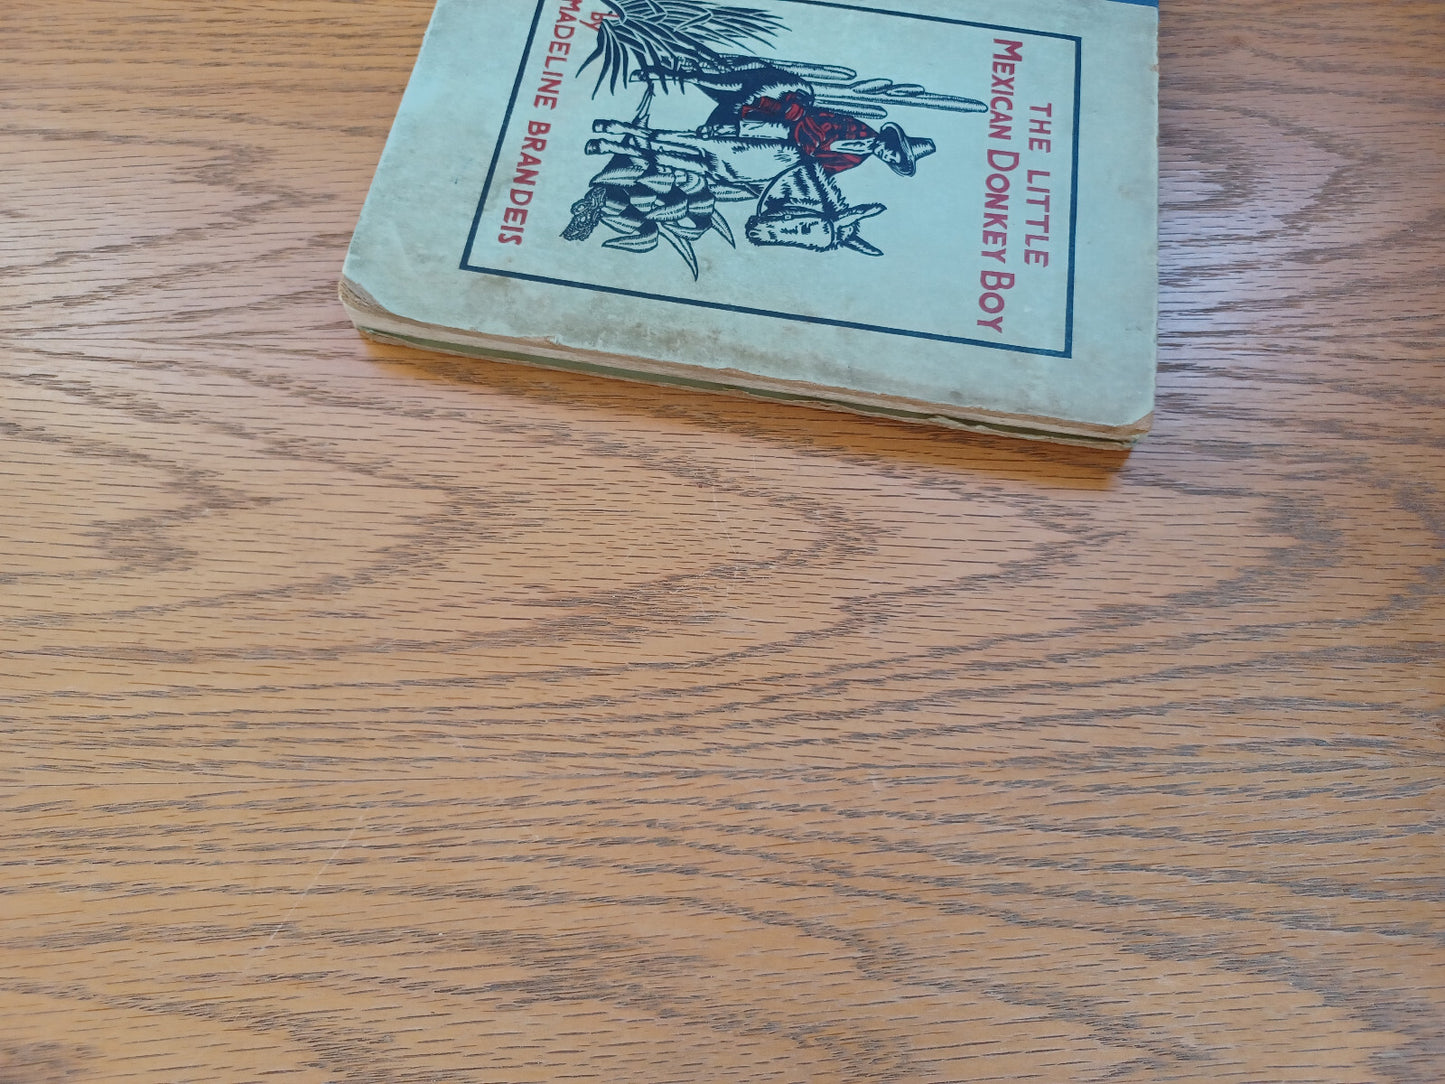 THE LITTLE
MEXICAN DONKEY BOY
by
MADELINE BRANDEIS